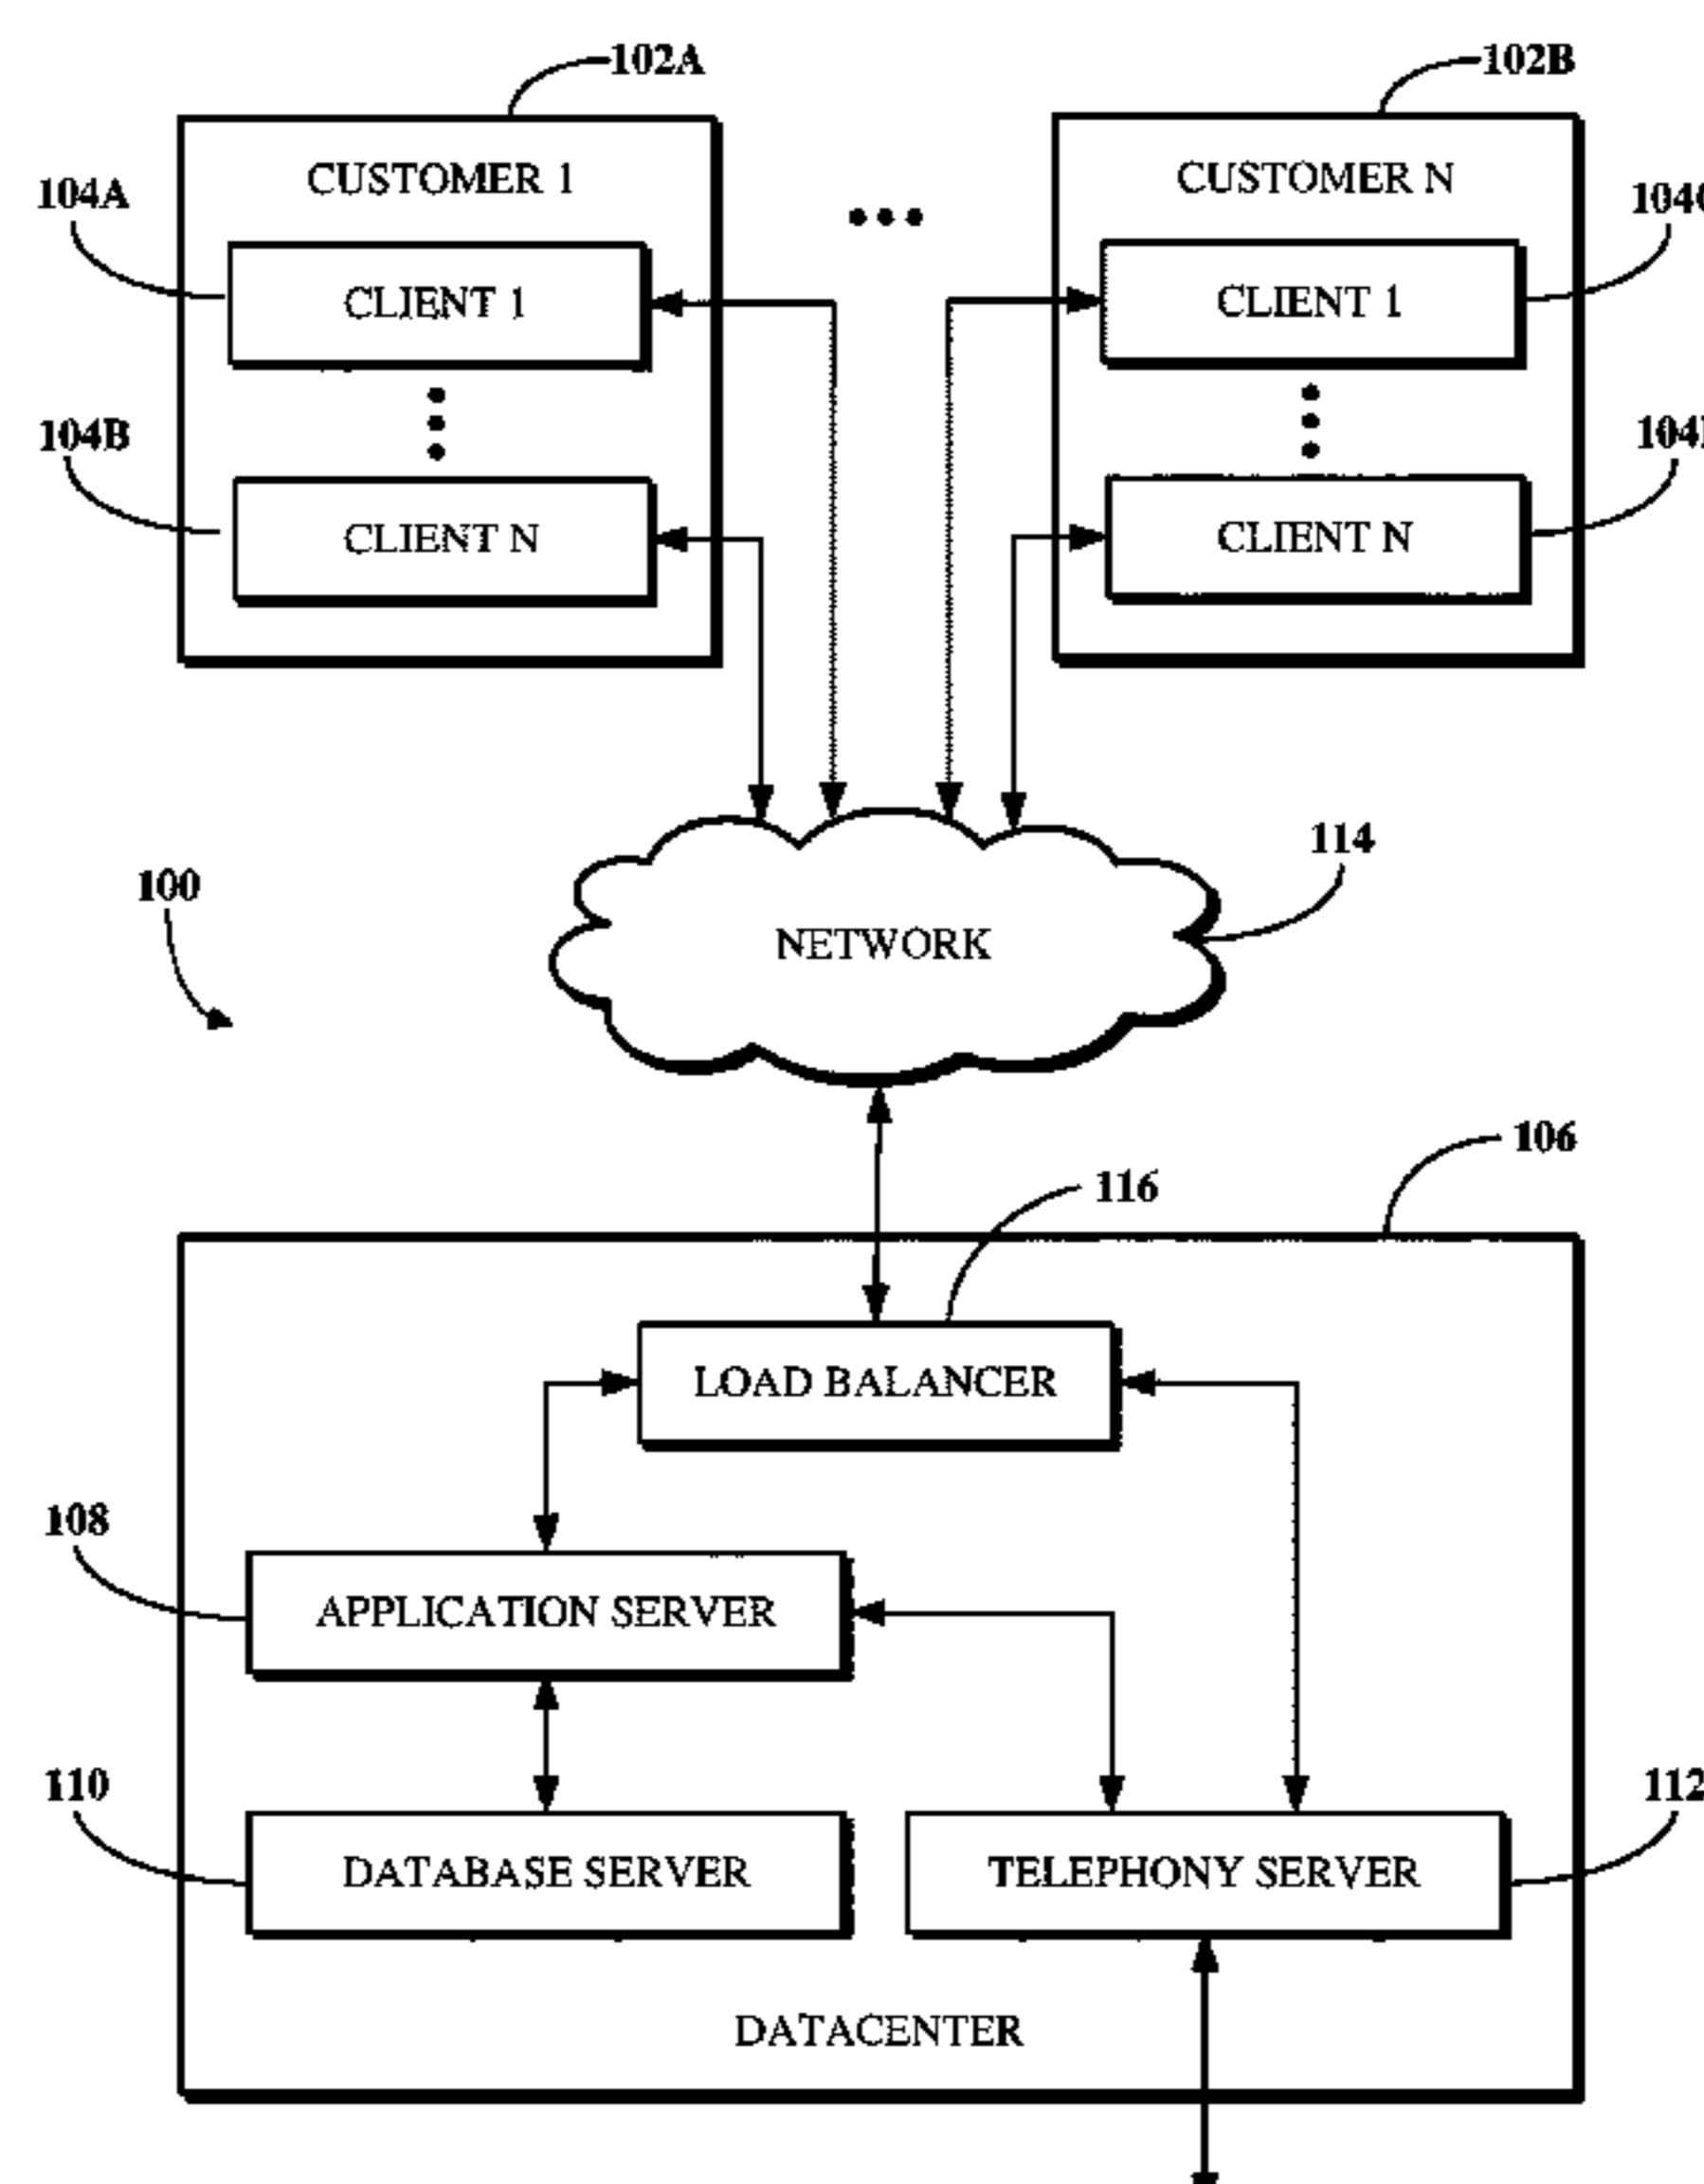 102A
102B
CUSTOMER 1
CUSTOMER N
104A
CLIENT 1
CLIENT 1
104B
CLIENT N
CLIENT N
114
100
NETWORK
106
116
LOAD BALANCER
108
APPLICATION SERVER
110
112
DATABASE SERVER
TELEPHONY SERVER
DATACENTER